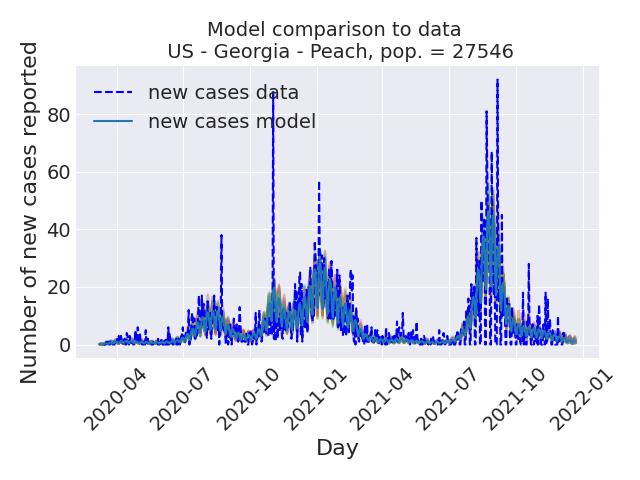 Model comparison to data
US - Georgia - Peach, pop. = 27546
new cases data
new cases model
Number of new cases reported
80
60
40
20
0
2020-04
2020-07
2020-10
2021-01
2021-04
2021-07
2021-10
2022-01
Day